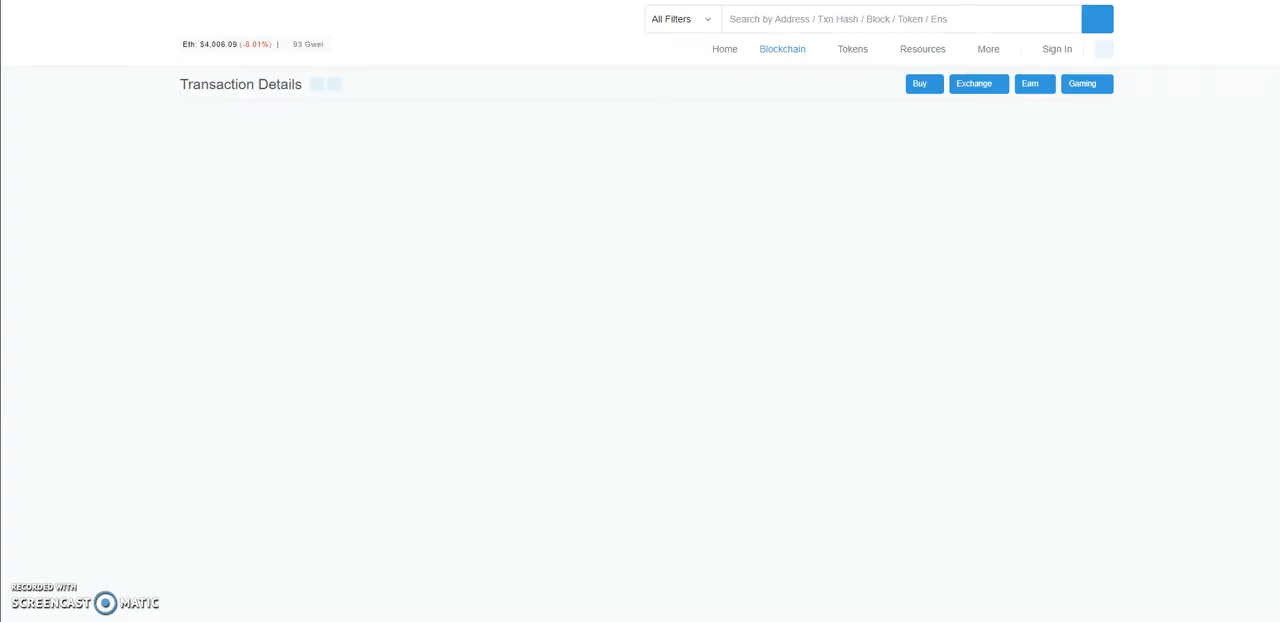 All Filters
Search by Address / Txn Hash / Block / Token / Ens
Eth: $4,006.09 (-8.01%) | 93 Gwei
Home Blockchain Tokens Resources More Sign In
Transaction Details
Buy Exchange Earn Gaming
RECORDED WITH
SCREENCAST MATIC